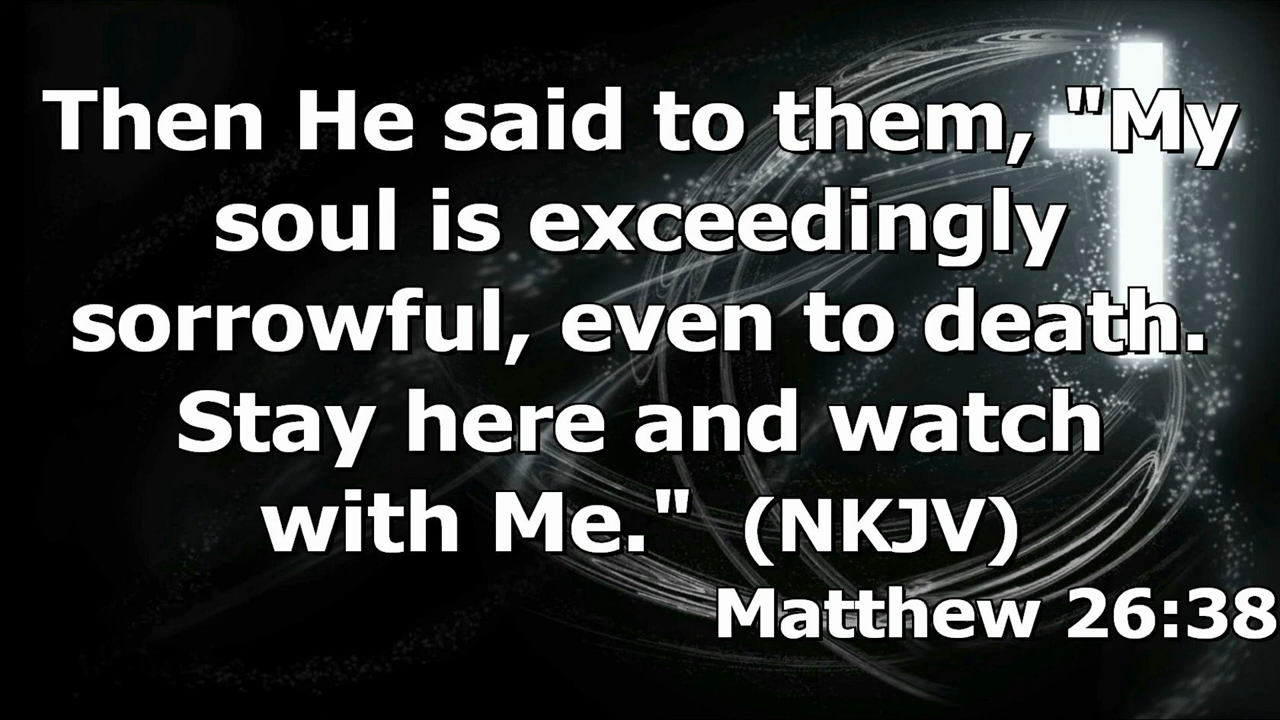 Then He said to them, "My
soul is exceedingly
sorrowful, even to death.
Stay here and watch
with Me." (NKJV)
Matthew 26:38